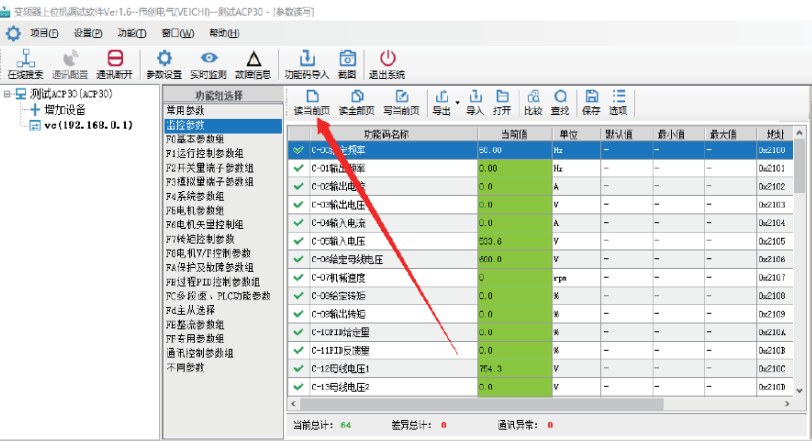 变频器上位机调试软件Ver1.6--伟创电气(VEICHI)--测试ACP30 - [参数读写]
项目(F) 设置(P) 功能(T) 窗口(W) 帮助(H)
在线搜索 通讯配置 通讯断开 参数设置 实时监测 故障信息 功能码导入 截图 退出系统
测试ACP30(ACP30)
增加设备
vc(192.168.0.1)
功能组选择
常用参数
监控参数
F0基本参数组
F1运行控制参数组
F2开关量端子参数组
F3模拟量端子参数组
F4系统参数组
F5电机参数组
F6电机矢量控制组
F7转矩控制参数
F8电机V/F控制参数
FA保护及故障参数组
FB过程PID控制参数组
FC多段速、PLC功能参数
Fd主从选择
FE整流参数组
FF专用参数组
通讯控制参数组
不同参数
读当前页 读全部页 写当前页 导出 导入 打开 比较 查找 保存 选项
功能码名称 当前值 单位 默认值 最小值 最大值 地址
C-00给定频率 50.00 Hz - - - 0x2100
C-01输出频率 0.00 Hz - - - 0x2101
C-02输出电流 0.0 A - - - 0x2102
C-03输出电压 0.0 V - - - 0x2103
C-04输入电流 0.0 A - - - 0x2104
C-05输入电压 533.6 V - - - 0x2105
C-06给定母线电压 600.0 V - - - 0x2106
C-07机械速度 0 rpm - - - 0x2107
C-08给定转矩 0.0 % - - - 0x2108
C-09输出转矩 0.0 % - - - 0x2109
C-10PID给定量 0.0 % - - - 0x210A
C-11PID反馈量 0.0 % - - - 0x210B
C-12母线电压1 754.3 V - - - 0x210C
C-13母线电压2 0.0 V - - - 0x210D
当前总计: 64 差异总计: 0 通讯异常: 0